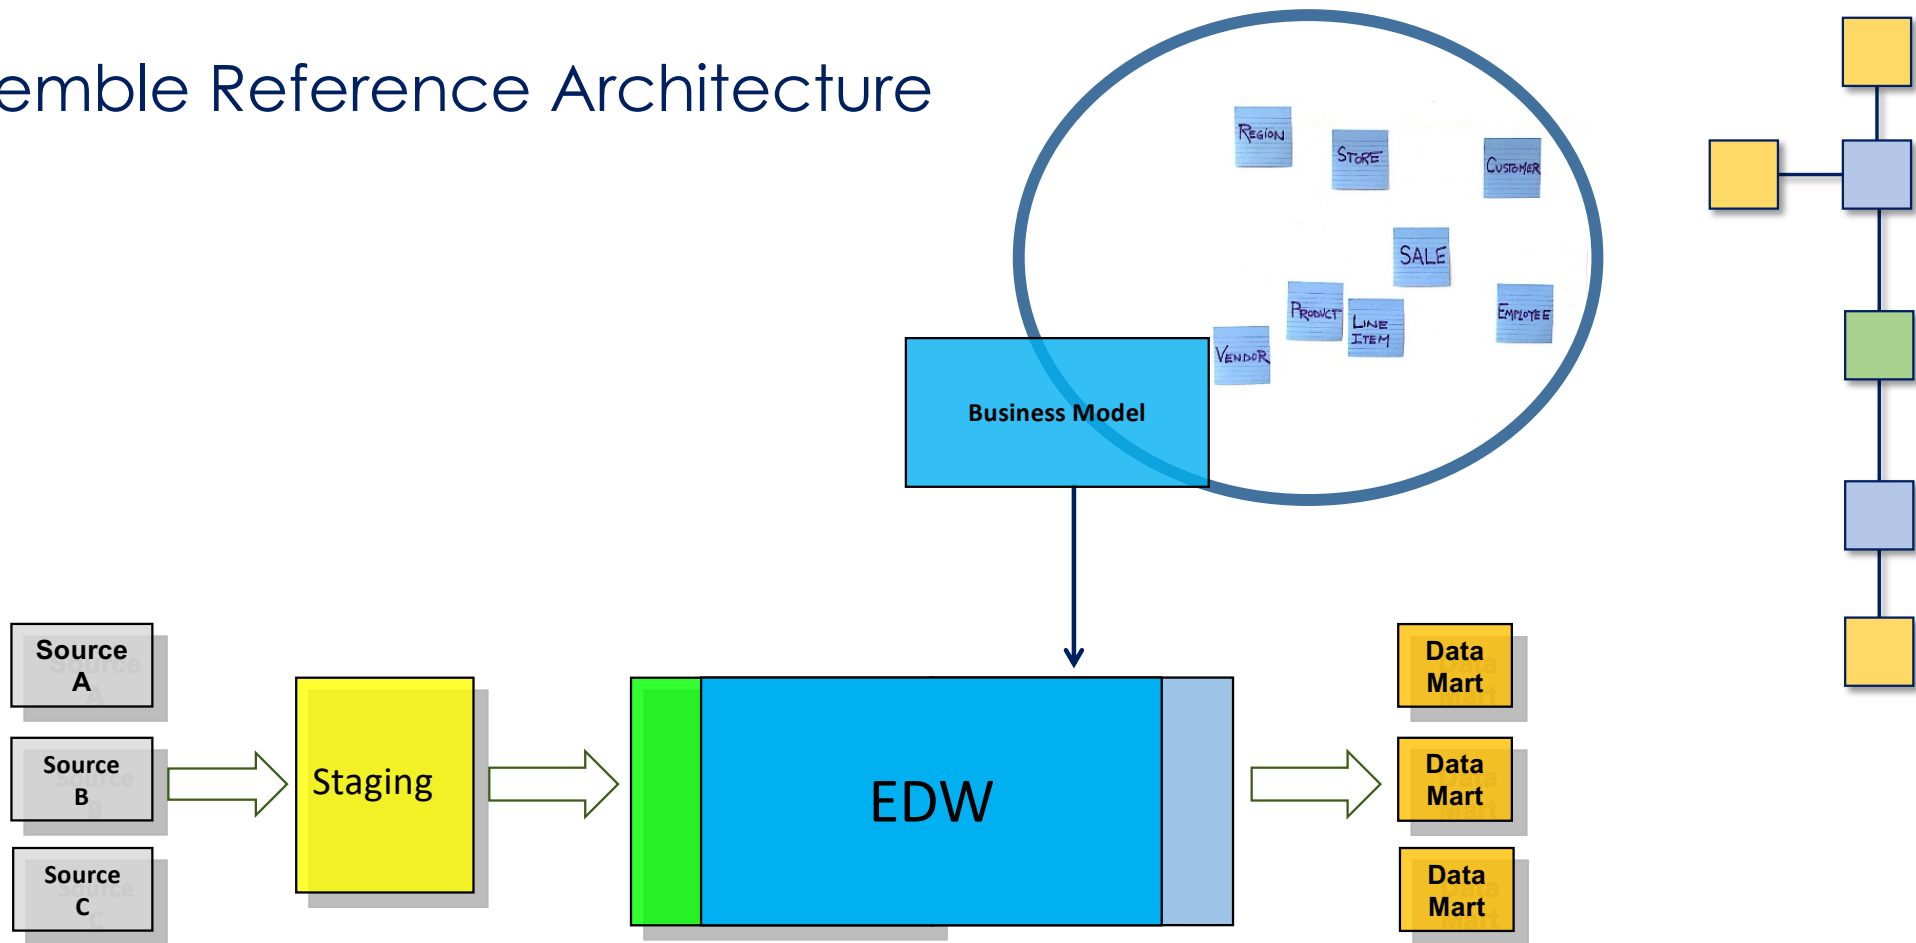 emble Reference Architecture
REGION
STORE
CUSTOMER
SALE
PRODUCT
LINE
ITEM
EMPLOYEE
VENDOR
Business Model
Source
A
Source
B
Source
C
Staging
EDW
Data
Mart
Data
Mart
Data
Mart